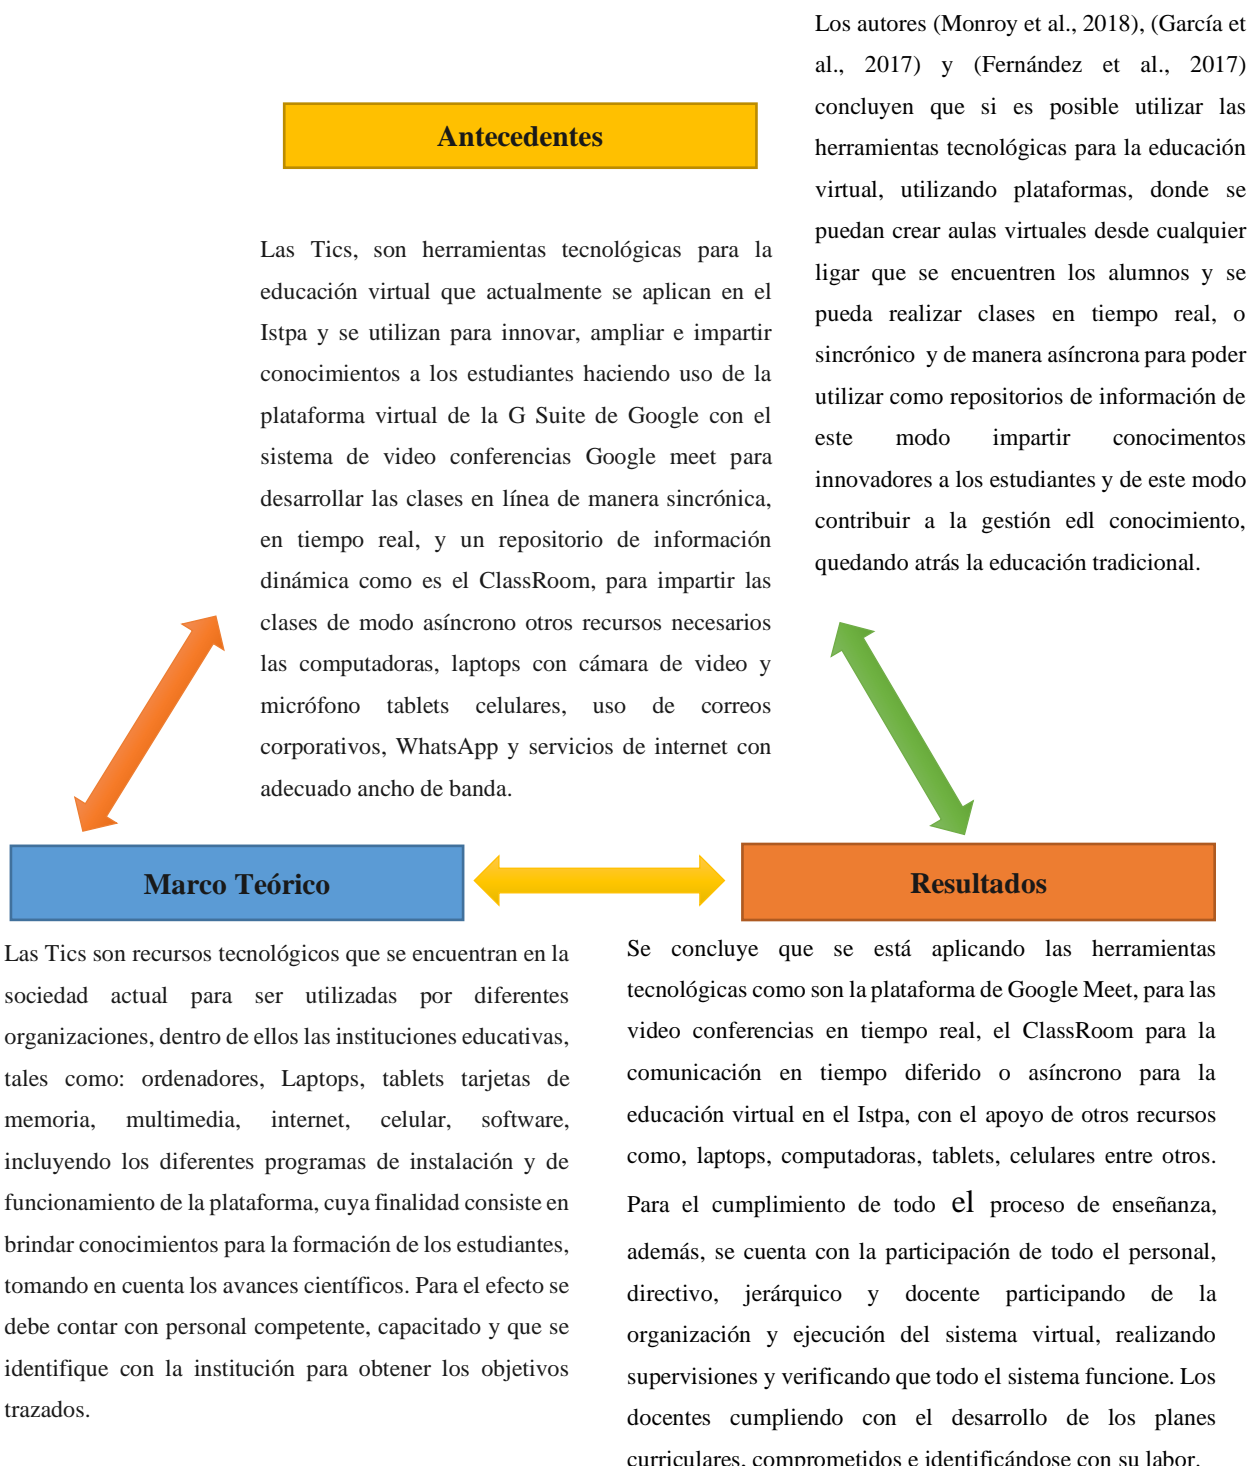 Los autores (Monroy et al., 2018), (García et
al., 2017) y (Fernández et al., 2017)
concluyen que si es posible utilizar las
herramientas tecnológicas para la educación
virtual, utilizando plataformas, donde se
puedan crear aulas virtuales desde cualquier
ligar que se encuentren los alumnos y se
pueda realizar clases en tiempo real, o
sincrónico y de manera asíncrona para poder
utilizar como repositorios de información de
este modo impartir conocimentos
innovadores a los estudiantes y de este modo
contribuir a la gestión edl conocimiento,
quedando atrás la educación tradicional.
Antecedentes
Las Tics, son herramientas tecnológicas para la
educación virtual que actualmente se aplican en el
Istpa y se utilizan para innovar, ampliar e impartir
conocimientos a los estudiantes haciendo uso de la
plataforma virtual de la G Suite de Google con el
sistema de video conferencias Google meet para
desarrollar las clases en línea de manera sincrónica,
en tiempo real, y un repositorio de información
dinámica como es el ClassRoom, para impartir las
clases de modo asíncrono otros recursos necesarios
las computadoras, laptops con cámara de video y
micrófono tablets celulares, uso de correos
corporativos, WhatsApp y servicios de internet con
adecuado ancho de banda.
Marco Teórico
Las Tics son recursos tecnológicos que se encuentran en la
sociedad actual para ser utilizadas por diferentes
organizaciones, dentro de ellos las instituciones educativas,
tales como: ordenadores, Laptops, tablets tarjetas de
memoria, multimedia, internet, celular, software,
incluyendo los diferentes programas de instalación y de
funcionamiento de la plataforma, cuya finalidad consiste en
brindar conocimientos para la formación de los estudiantes,
tomando en cuenta los avances científicos. Para el efecto se
debe contar con personal competente, capacitado y que se
identifique con la institución para obtener los objetivos
trazados.
Resultados
Se concluye que se está aplicando las herramientas
tecnológicas como son la plataforma de Google Meet, para las
video conferencias en tiempo real, el ClassRoom para la
comunicación en tiempo diferido o asíncrono para la
educación virtual en el Istpa, con el apoyo de otros recursos
como, laptops, computadoras, tablets, celulares entre otros.
Para el cumplimiento de todo el proceso de enseñanza,
además, se cuenta con la participación de todo el personal,
directivo, jerárquico y docente participando de la
organización y ejecución del sistema virtual, realizando
supervisiones y verificando que todo el sistema funcione. Los
docentes cumpliendo con el desarrollo de los planes
curriculares, comprometidos e identificándose con su labor.